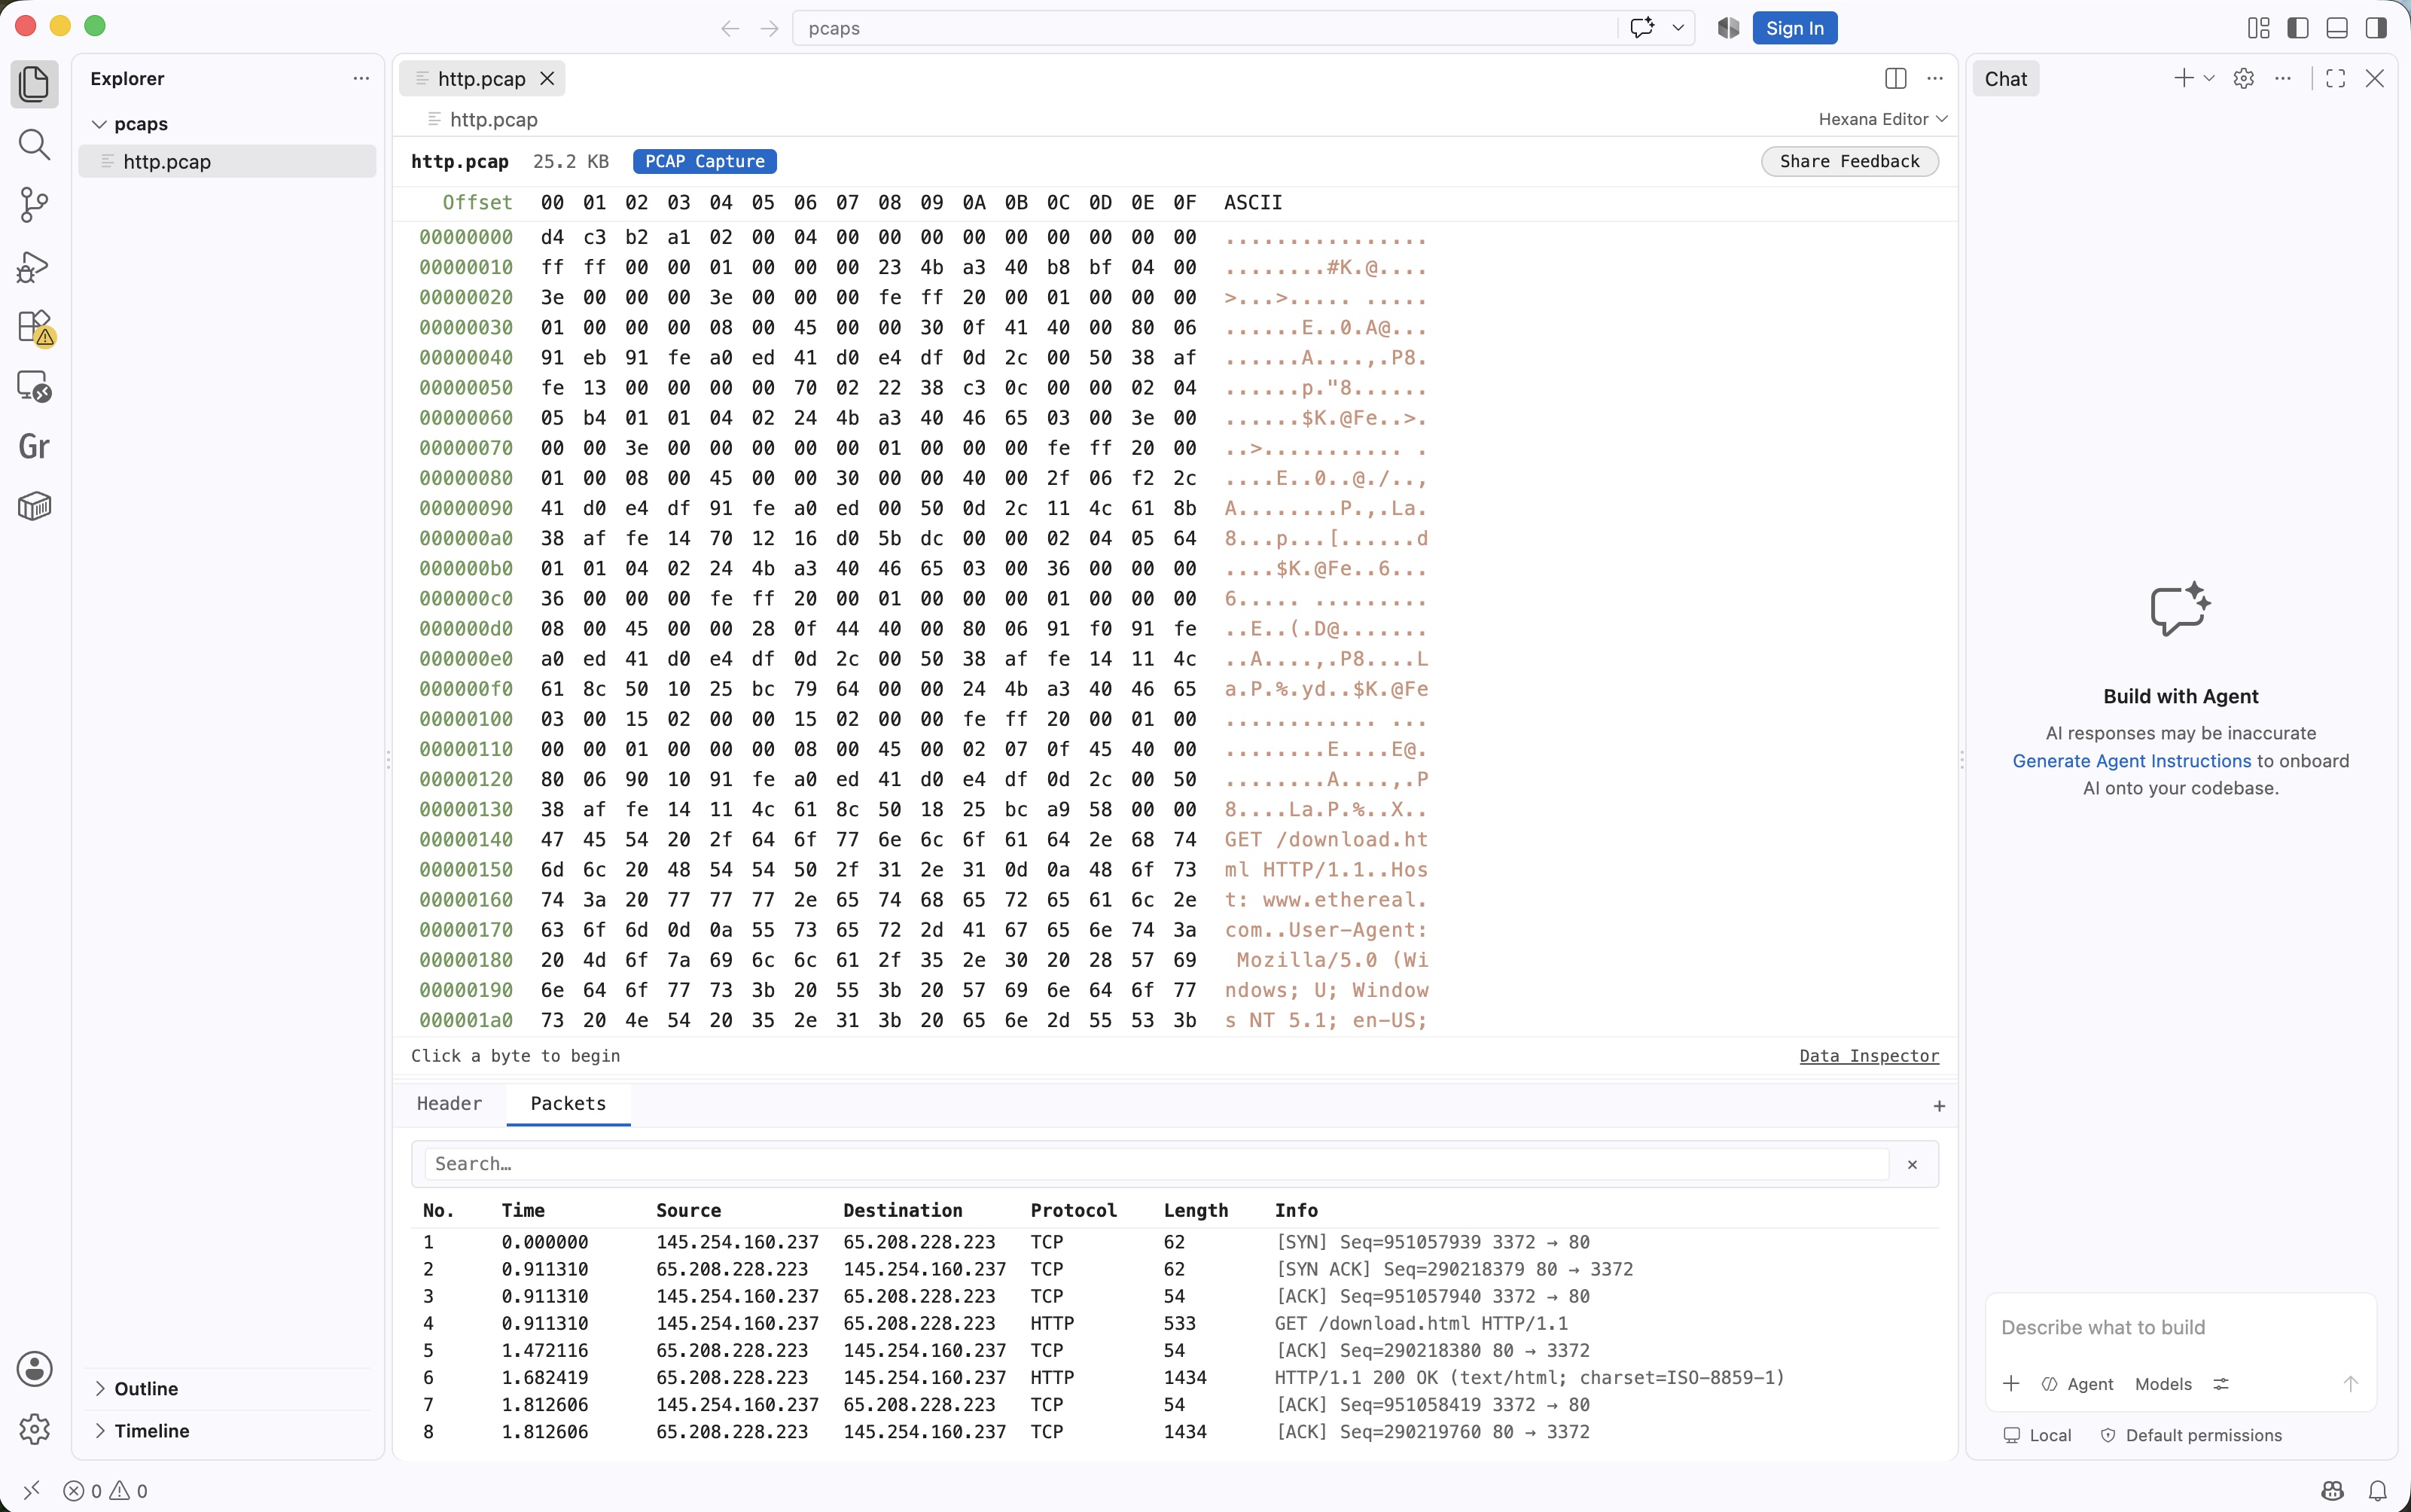 pcaps
Sign In
Explorer
pcaps
http.pcap
Gr
Outline
Timeline
0 0
http.pcap
http.pcap
Hexana Editor
http.pcap 25.2 KB PCAP Capture Share Feedback
Offset 00 01 02 03 04 05 06 07 08 09 0A 0B 0C 0D 0E 0F ASCII
00000000 d4 c3 b2 a1 02 00 04 00 00 00 00 00 00 00 00 00 ................
00000010 ff ff 00 00 01 00 00 00 23 4b a3 40 b8 bf 04 00 ........#K.@....
00000020 3e 00 00 00 3e 00 00 00 fe ff 20 00 01 00 00 00 >...>..... .....
00000030 01 00 00 00 08 00 45 00 00 30 0f 41 40 00 80 06 ......E..0.A@...
00000040 91 eb 91 fe a0 ed 41 d0 e4 df 0d 2c 00 50 38 af ......A....,.P8.
00000050 fe 13 00 00 00 00 70 02 22 38 c3 0c 00 00 02 04 ......p."8......
00000060 05 b4 01 01 04 02 24 4b a3 40 46 65 03 00 3e 00 ......$K.@Fe..>.
00000070 00 00 3e 00 00 00 00 00 01 00 00 00 fe ff 20 00 ..>........... .
00000080 01 00 08 00 45 00 00 30 00 00 40 00 2f 06 f2 2c ....E..0..@./..,
00000090 41 d0 e4 df 91 fe a0 ed 00 50 0d 2c 11 4c 61 8b A........P.,.La.
000000a0 38 af fe 14 70 12 16 d0 5b dc 00 00 02 04 05 64 8...p...[......d
000000b0 01 01 04 02 24 4b a3 40 46 65 03 00 36 00 00 00 ....$K.@Fe..6...
000000c0 36 00 00 00 fe ff 20 00 01 00 00 00 01 00 00 00 6..... .........
000000d0 08 00 45 00 00 28 0f 44 40 00 80 06 91 f0 91 fe ..E..(.D@.......
000000e0 a0 ed 41 d0 e4 df 0d 2c 00 50 38 af fe 14 11 4c ..A....,.P8....L
000000f0 61 8c 50 10 25 bc 79 64 00 00 24 4b a3 40 46 65 a.P.%.yd..$K.@Fe
00000100 03 00 15 02 00 00 15 02 00 00 fe ff 20 00 01 00 ............ ...
00000110 00 00 01 00 00 00 08 00 45 00 02 07 0f 45 40 00 ........E....E@.
00000120 80 06 90 10 91 fe a0 ed 41 d0 e4 df 0d 2c 00 50 ........A....,.P
00000130 38 af fe 14 11 4c 61 8c 50 18 25 bc a9 58 00 00 8....La.P.%..X..
00000140 47 45 54 20 2f 64 6f 77 6e 6c 6f 61 64 2e 68 74 GET /download.ht
00000150 6d 6c 20 48 54 54 50 2f 31 2e 31 0d 0a 48 6f 73 ml HTTP/1.1..Hos
00000160 74 3a 20 77 77 77 2e 65 74 68 65 72 65 61 6c 2e t: www.ethereal.
00000170 63 6f 6d 0d 0a 55 73 65 72 2d 41 67 65 6e 74 3a com..User-Agent:
00000180 20 4d 6f 7a 69 6c 6c 61 2f 35 2e 30 20 28 57 69  Mozilla/5.0 (Wi
00000190 6e 64 6f 77 73 3b 20 55 3b 20 57 69 6e 64 6f 77 ndows; U; Window
000001a0 73 20 4e 54 20 35 2e 31 3b 20 65 6e 2d 55 53 3b s NT 5.1; en-US;
Click a byte to begin
Data Inspector
Header Packets
+
Search…
×
No. Time Source Destination Protocol Length Info
1 0.000000 145.254.160.237 65.208.228.223 TCP 62 [SYN] Seq=951057939 3372 → 80
2 0.911310 65.208.228.223 145.254.160.237 TCP 62 [SYN ACK] Seq=290218379 80 → 3372
3 0.911310 145.254.160.237 65.208.228.223 TCP 54 [ACK] Seq=951057940 3372 → 80
4 0.911310 145.254.160.237 65.208.228.223 HTTP 533 GET /download.html HTTP/1.1
5 1.472116 65.208.228.223 145.254.160.237 TCP 54 [ACK] Seq=290218380 80 → 3372
6 1.682419 65.208.228.223 145.254.160.237 HTTP 1434 HTTP/1.1 200 OK (text/html; charset=ISO-8859-1)
7 1.812606 145.254.160.237 65.208.228.223 TCP 54 [ACK] Seq=951058419 3372 → 80
8 1.812606 65.208.228.223 145.254.160.237 TCP 1434 [ACK] Seq=290219760 80 → 3372
Chat
Build with Agent
AI responses may be inaccurate
Generate Agent Instructions to onboard
AI onto your codebase.
Describe what to build
Agent Models
Local Default permissions